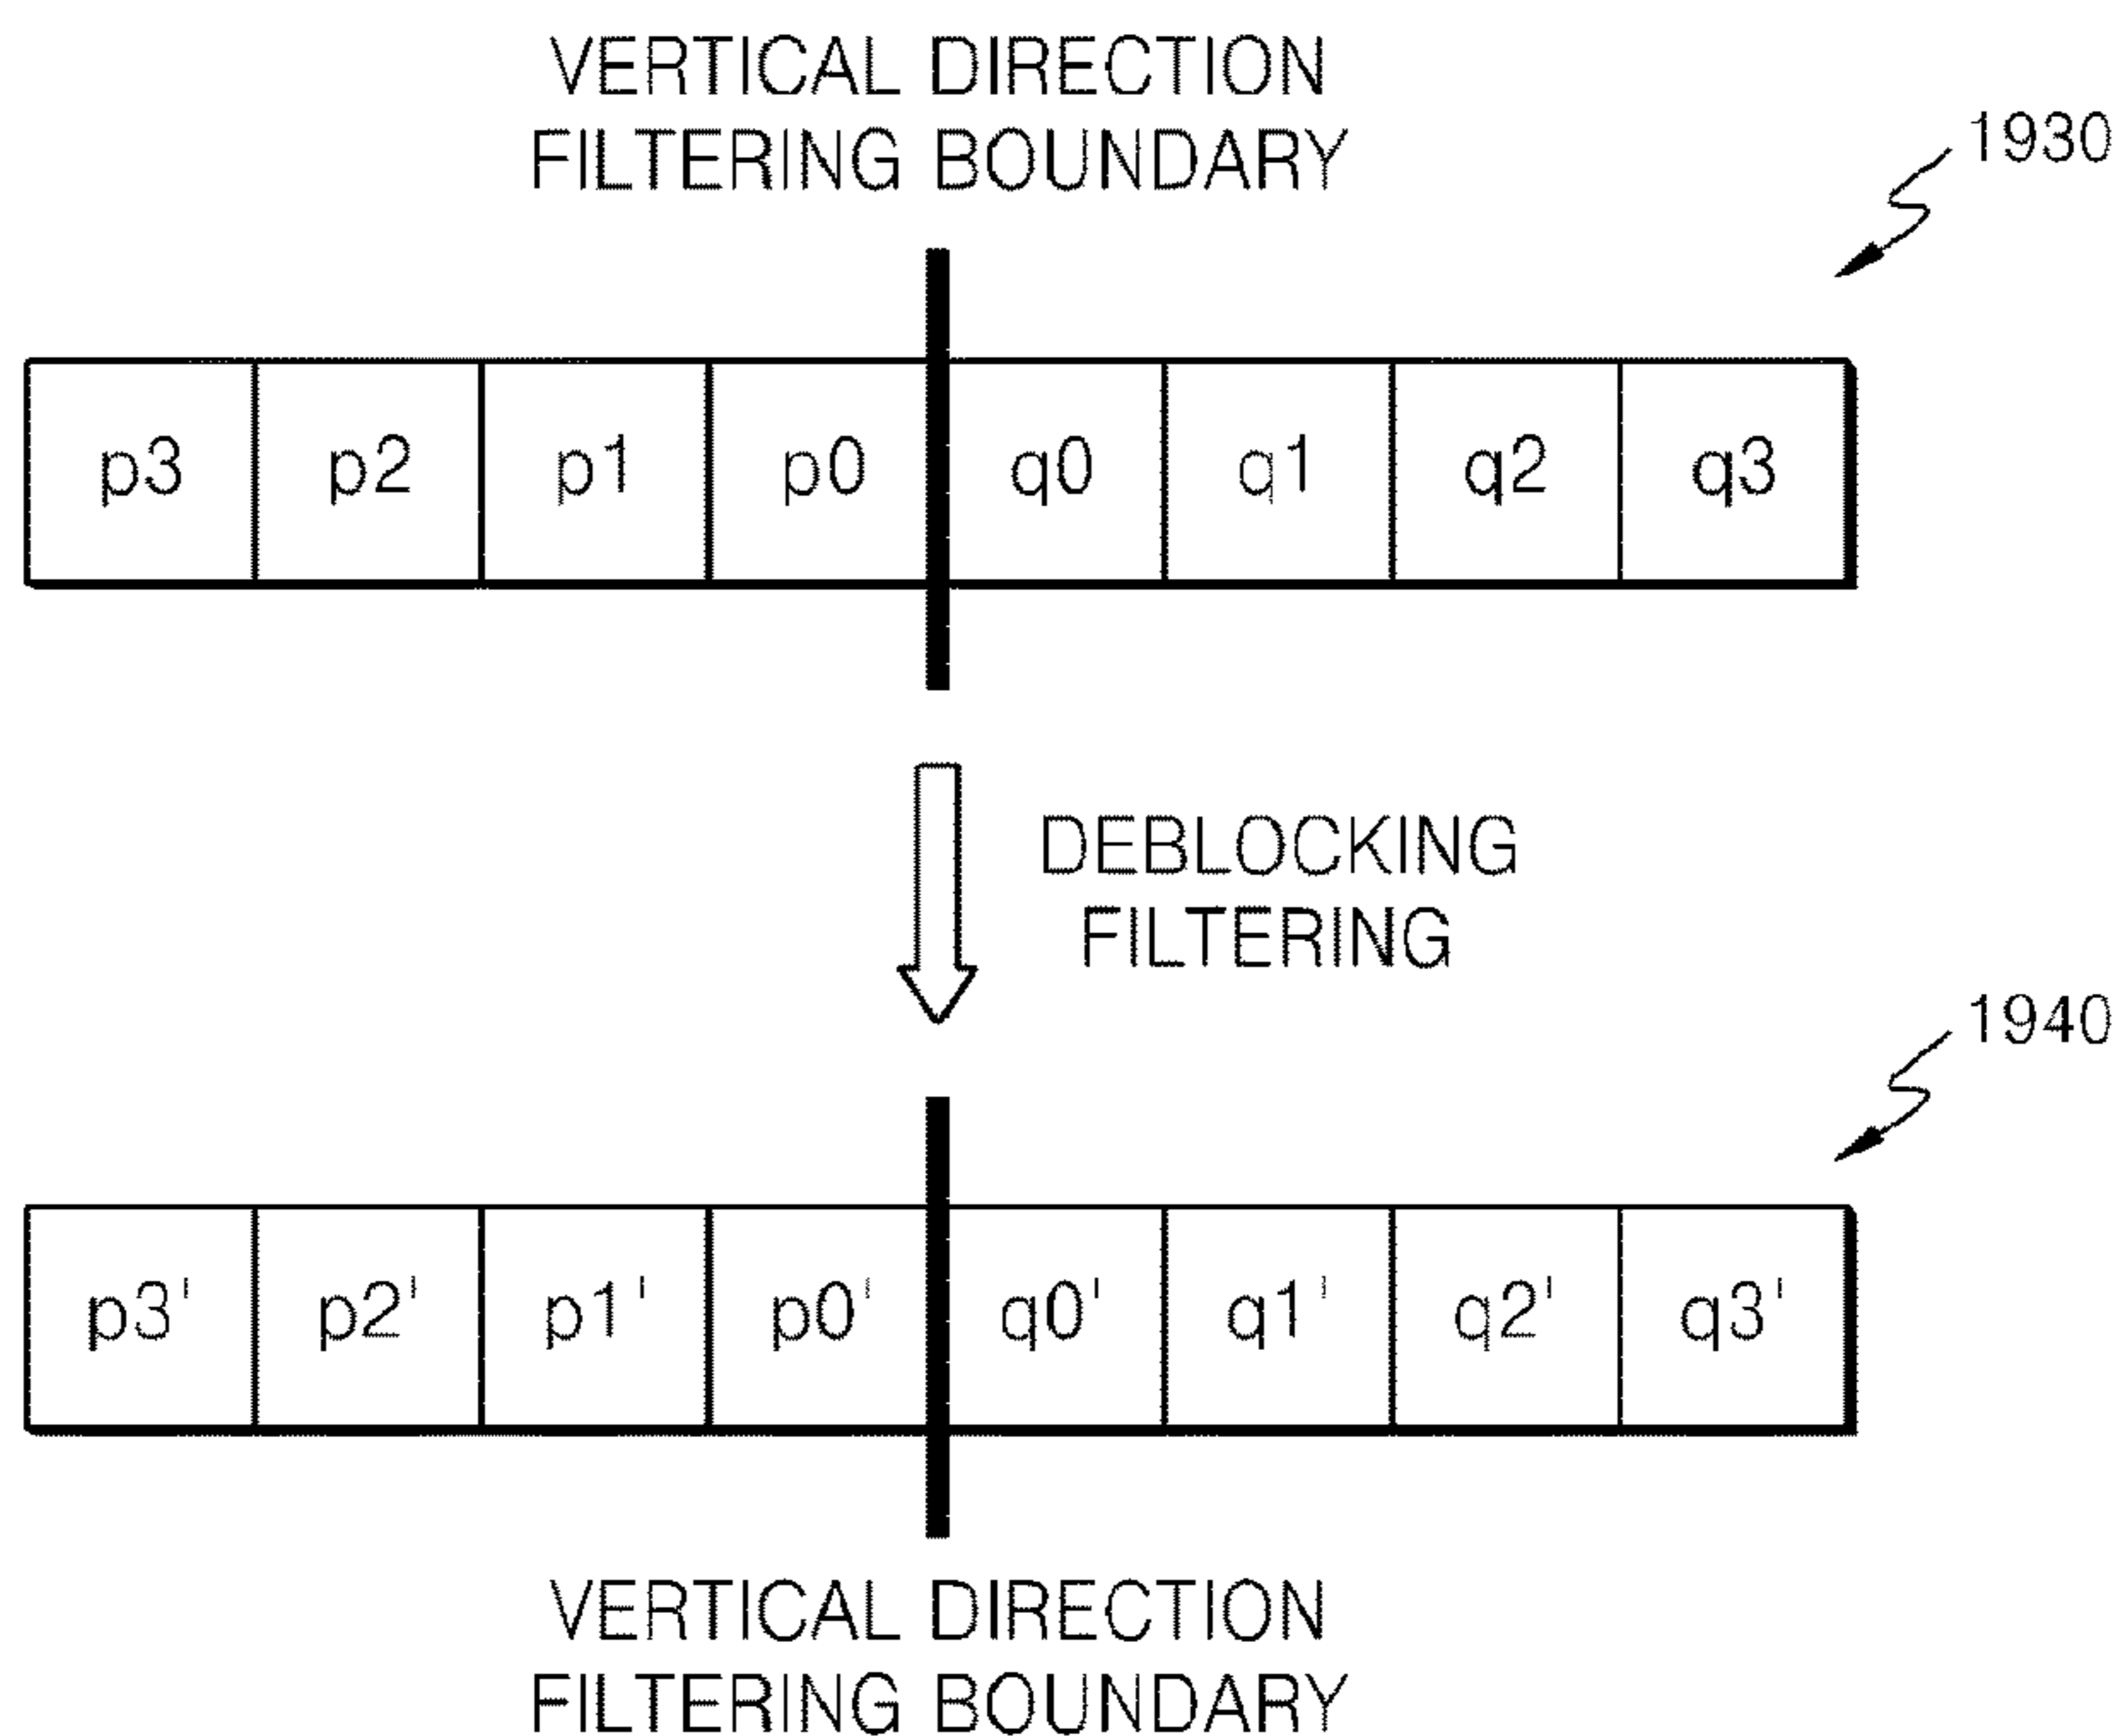 VERTICAL DIRECTION
FILTERING BOUNDARY
1930
p3 p2 p1 p0 q0 q1 q2 q3
DEBLOCKING
FILTERING
1940
p3' p2' p1' p0' q0' q1' q2' q3'
VERTICAL DIRECTION
FILTERING BOUNDARY